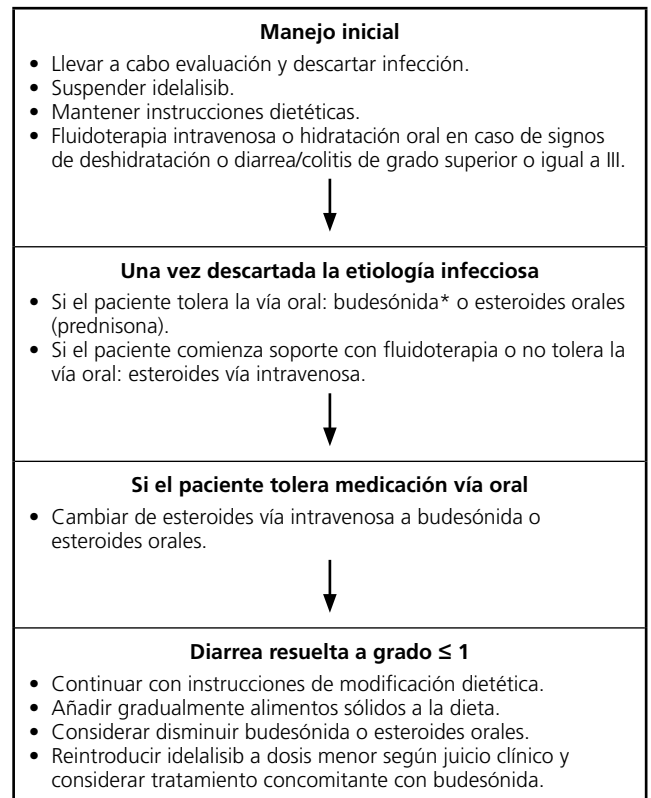 Manejo inicial
• Llevar a cabo evaluación y descartar infección.
• Suspender idelalisib.
• Mantener instrucciones dietéticas.
• Fluidoterapia intravenosa o hidratación oral en caso de signos
de deshidratación o diarrea/colitis de grado superior o igual a III.
Una vez descartada la etiología infecciosa
• Si el paciente tolera la vía oral: budesónida* o esteroides orales
(prednisona).
• Si el paciente comienza soporte con fluidoterapia o no tolera la
vía oral: esteroides vía intravenosa.
Si el paciente tolera medicación vía oral
• Cambiar de esteroides vía intravenosa a budesónida o
esteroides orales.
Diarrea resuelta a grado ≤ 1
• Continuar con instrucciones de modificación dietética.
• Añadir gradualmente alimentos sólidos a la dieta.
• Considerar disminuir budesónida o esteroides orales.
• Reintroducir idelalisib a dosis menor según juicio clínico y
considerar tratamiento concomitante con budesónida.